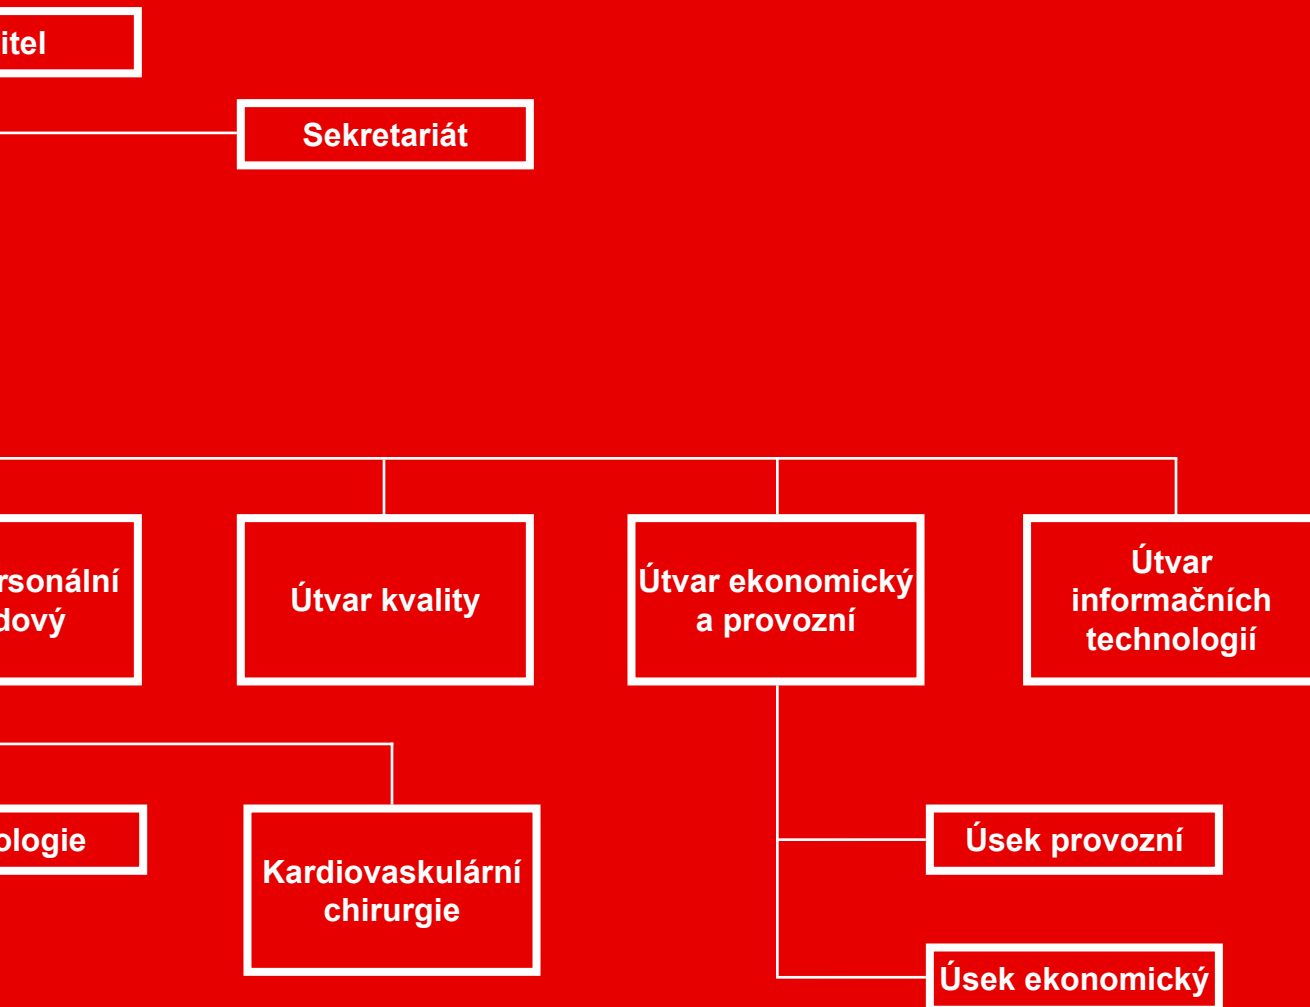 itel
Sekretariát
rsonální
dový
Útvar kvality
Útvar ekonomický
a provozní
Útvar
informačních
technologií
ologie
Kardiovaskulární
chirurgie
Úsek provozní
Úsek ekonomický